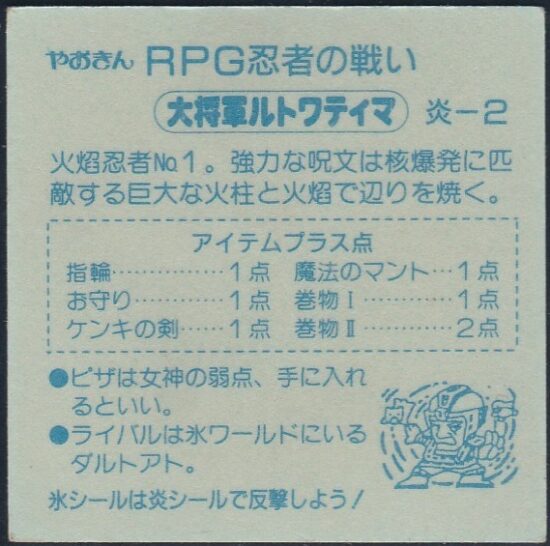 やおきん RPG忍者の戦い
大将軍ルトワティマ 炎－2
火焰忍者No.1。強力な呪文は核爆発に匹
敵する巨大な火柱と火焰で辺りを焼く。
アイテムプラス点
指輪…………1点 魔法のマント…1点
お守り………1点 巻物Ⅰ…………1点
ケンキの剣……1点 巻物Ⅱ…………2点
●ピザは女神の弱点、手に入れ
るといい。
●ライバルは氷ワールドにいる
ダルトアト。
氷シールは炎シールで反撃しよう！